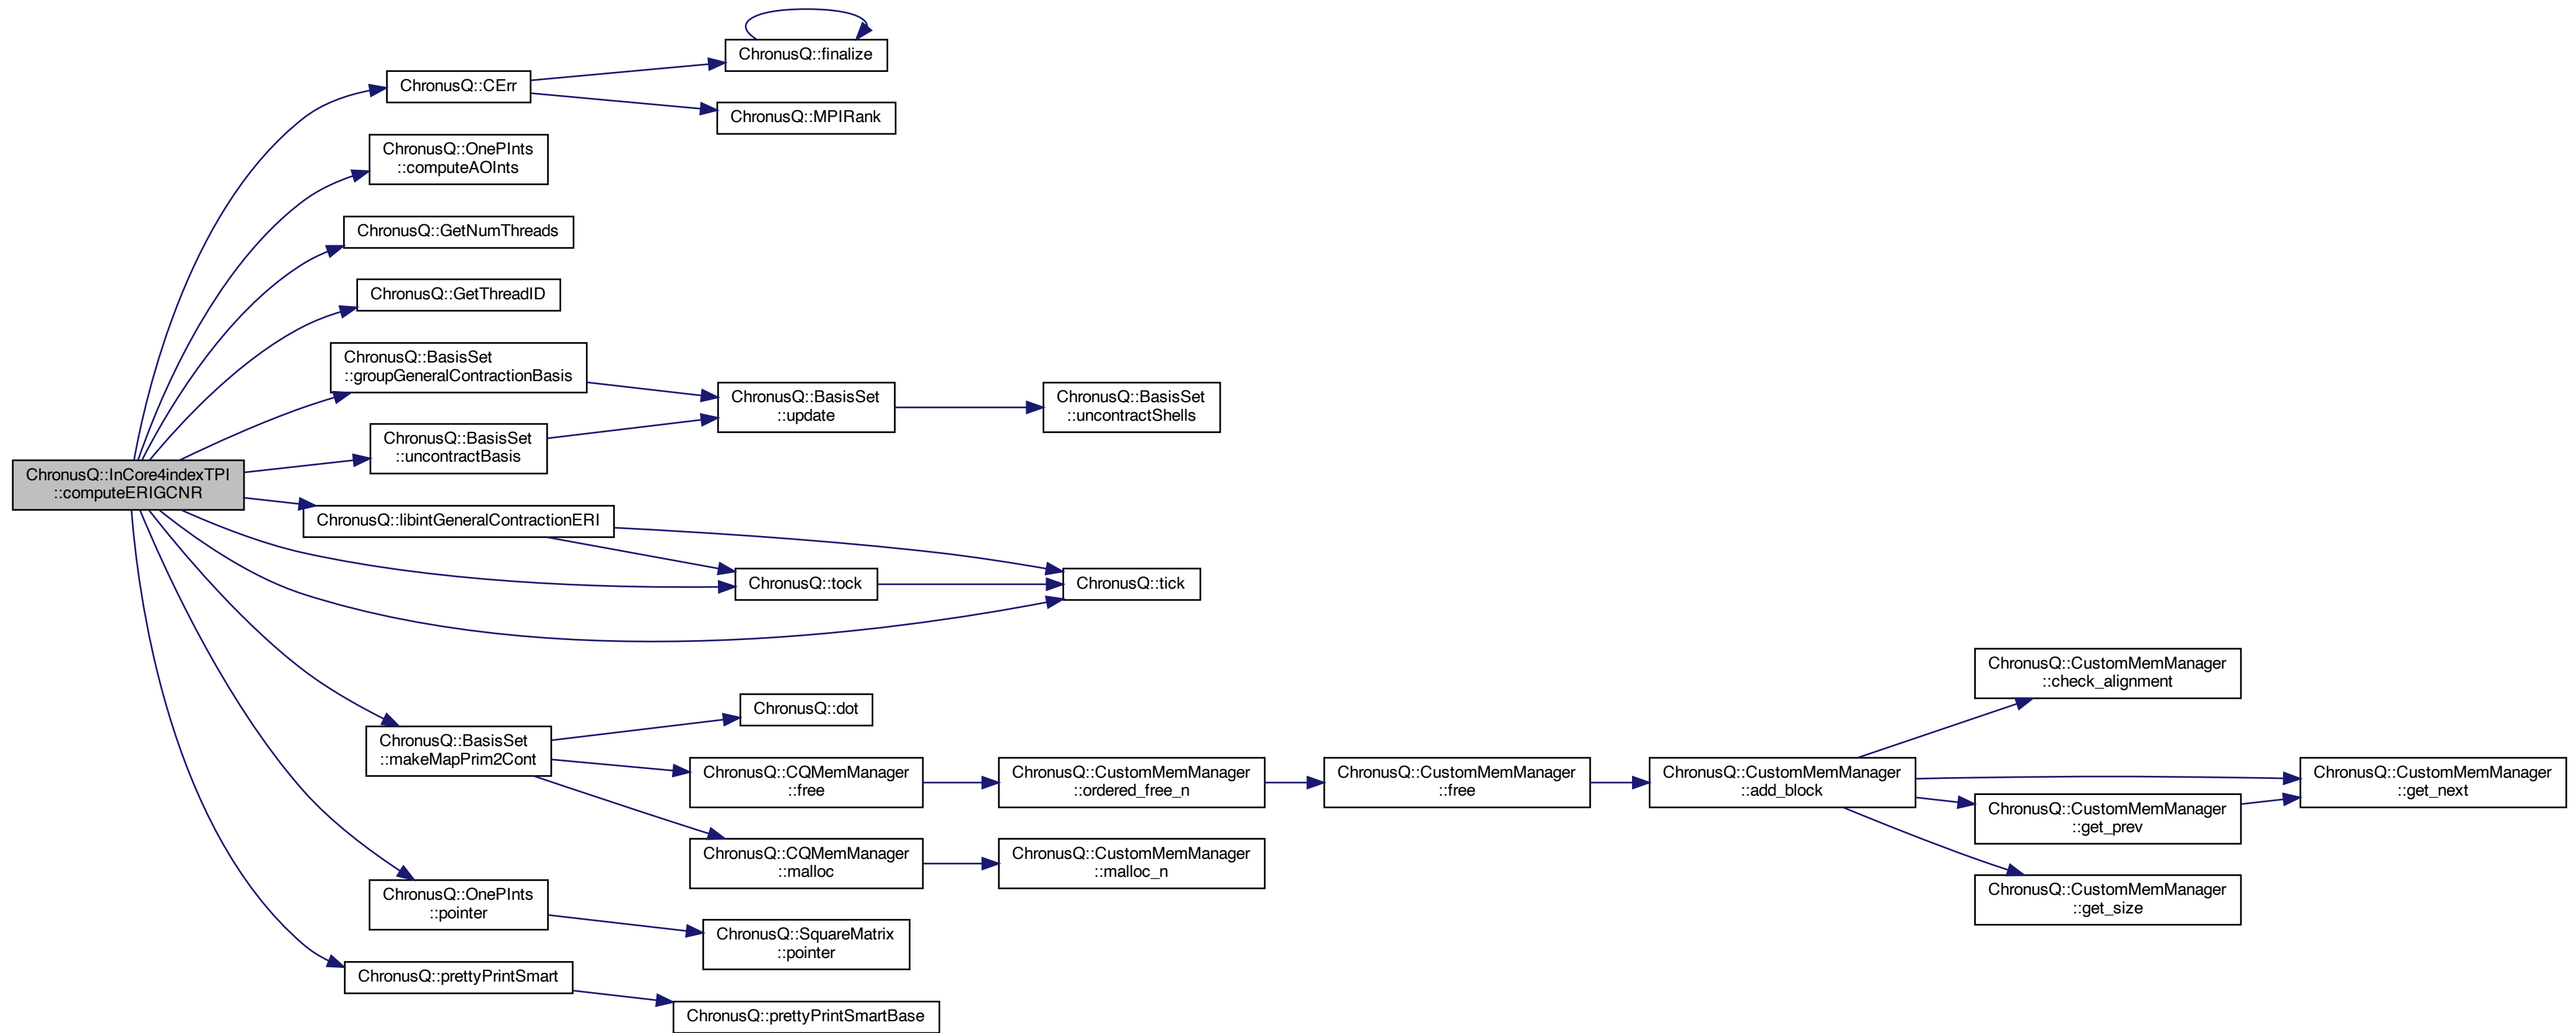 ChronusQ::finalize
ChronusQ::CErr
ChronusQ::MPIRank
ChronusQ::OnePInts
::computeAOInts
ChronusQ::GetNumThreads
ChronusQ::GetThreadID
ChronusQ::BasisSet
::groupGeneralContractionBasis
ChronusQ::BasisSet
::update
ChronusQ::BasisSet
::uncontractShells
ChronusQ::BasisSet
::uncontractBasis
ChronusQ::InCore4indexTPI
::computeERIGCNR
ChronusQ::libintGeneralContractionERI
ChronusQ::tock
ChronusQ::tick
ChronusQ::CustomMemManager
::check_alignment
ChronusQ::dot
ChronusQ::BasisSet
::makeMapPrim2Cont
ChronusQ::CQMemManager
::free
ChronusQ::CustomMemManager
::ordered_free_n
ChronusQ::CustomMemManager
::free
ChronusQ::CustomMemManager
::add_block
ChronusQ::CustomMemManager
::get_next
ChronusQ::CustomMemManager
::get_prev
ChronusQ::CQMemManager
::malloc
ChronusQ::CustomMemManager
::malloc_n
ChronusQ::CustomMemManager
::get_size
ChronusQ::OnePInts
::pointer
ChronusQ::SquareMatrix
::pointer
ChronusQ::prettyPrintSmart
ChronusQ::prettyPrintSmartBase